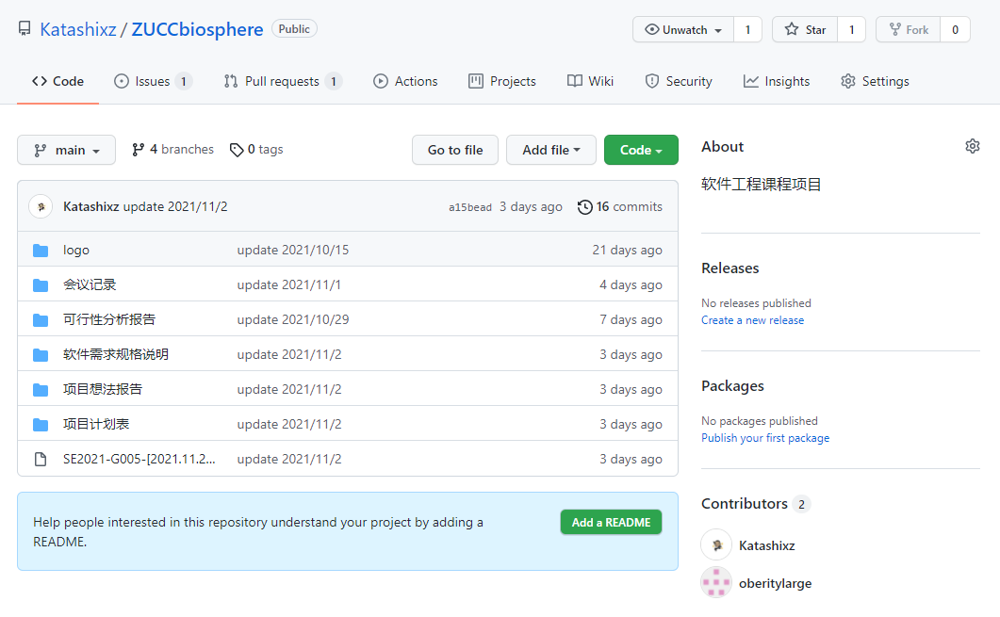 Katashixz / ZUCCbiosphere Public
Unwatch 1 Star 1 Fork 0
Code Issues 1 Pull requests 1 Actions Projects Wiki Security Insights Settings
main 4 branches 0 tags Go to file Add file Code
Katashixz update 2021/11/2 a15bead 3 days ago 16 commits
logo update 2021/10/15 21 days ago
会议记录 update 2021/11/1 4 days ago
可行性分析报告 update 2021/10/29 7 days ago
软件需求规格说明 update 2021/11/2 3 days ago
项目想法报告 update 2021/11/2 3 days ago
项目计划表 update 2021/11/2 3 days ago
SE2021-G005-[2021.11.2... update 2021/11/2 3 days ago
Help people interested in this repository understand your project by adding a
README.
Add a README
About
软件工程课程项目
Releases
No releases published
Create a new release
Packages
No packages published
Publish your first package
Contributors 2
Katashixz
oberitylarge